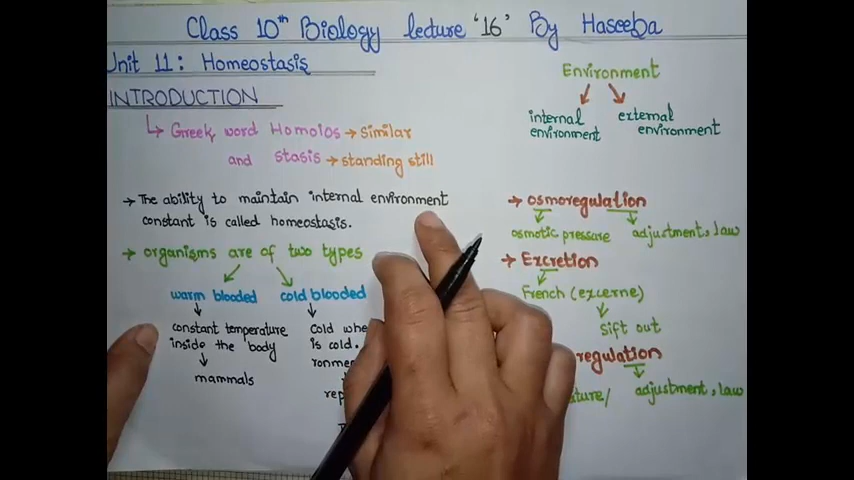 Class 10th Biology lecture '16' By Haseeba
Unit 11: Homeostasis
INTRODUCTION
Greek word Homoios → similar
and stasis → standing still
→ The ability to maintain internal environment
constant is called homeostasis.
→ organisms are of two types
warm blooded cold blooded
constant temperature
inside the body
mammals
Cold
is cold.
Environment
internal external
environment environment
→ osmoregulation
osmotic pressure adjustment, law
→ Excretion
French (excerne)
Sift out
regulation
adjustment, law